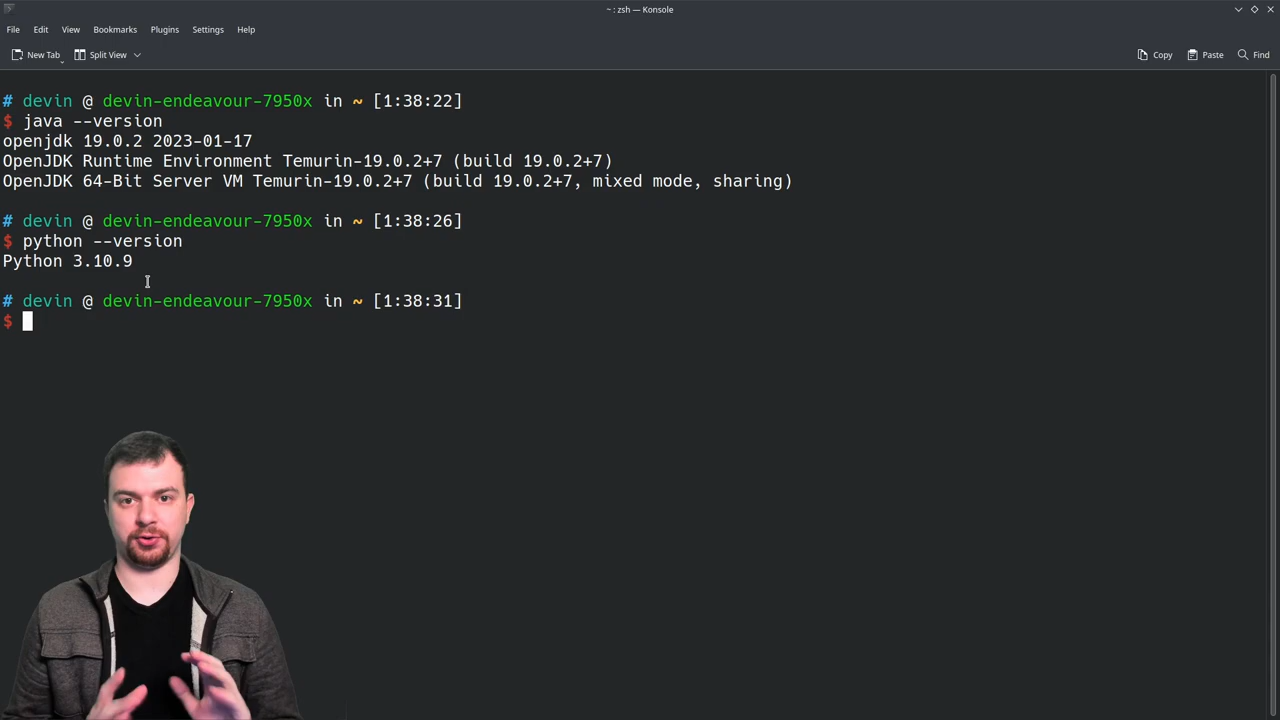 ~ : zsh — Konsole
File Edit View Bookmarks Plugins Settings Help
New Tab Split View Copy Paste Find
# devin @ devin-endeavour-7950x in ~ [1:38:22]
$ java --version
openjdk 19.0.2 2023-01-17
OpenJDK Runtime Environment Temurin-19.0.2+7 (build 19.0.2+7)
OpenJDK 64-Bit Server VM Temurin-19.0.2+7 (build 19.0.2+7, mixed mode, sharing)
# devin @ devin-endeavour-7950x in ~ [1:38:26]
$ python --version
Python 3.10.9
# devin @ devin-endeavour-7950x in ~ [1:38:31]
$